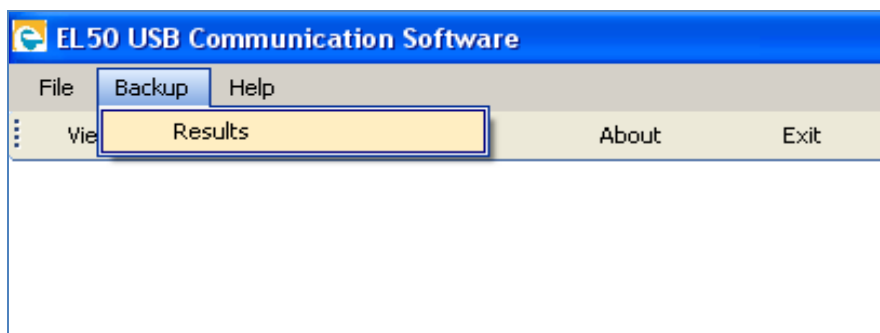 EL50 USB Communication Software
File Backup Help
Results
About Exit